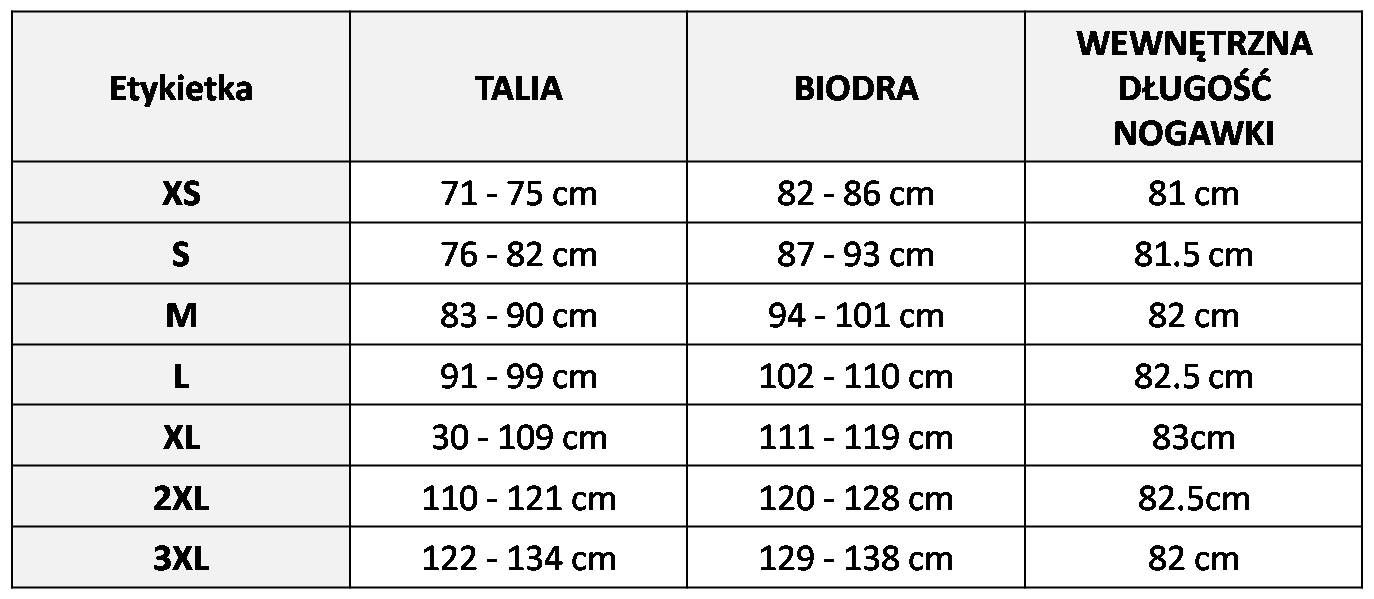 Etykietka TALIA BIODRA WEWNĘTRZNA DŁUGOŚĆ NOGAWKI
XS 71 - 75 cm 82 - 86 cm 81 cm
S 76 - 82 cm 87 - 93 cm 81.5 cm
M 83 - 90 cm 94 - 101 cm 82 cm
L 91 - 99 cm 102 - 110 cm 82.5 cm
XL 30 - 109 cm 111 - 119 cm 83cm
2XL 110 - 121 cm 120 - 128 cm 82.5cm
3XL 122 - 134 cm 129 - 138 cm 82 cm